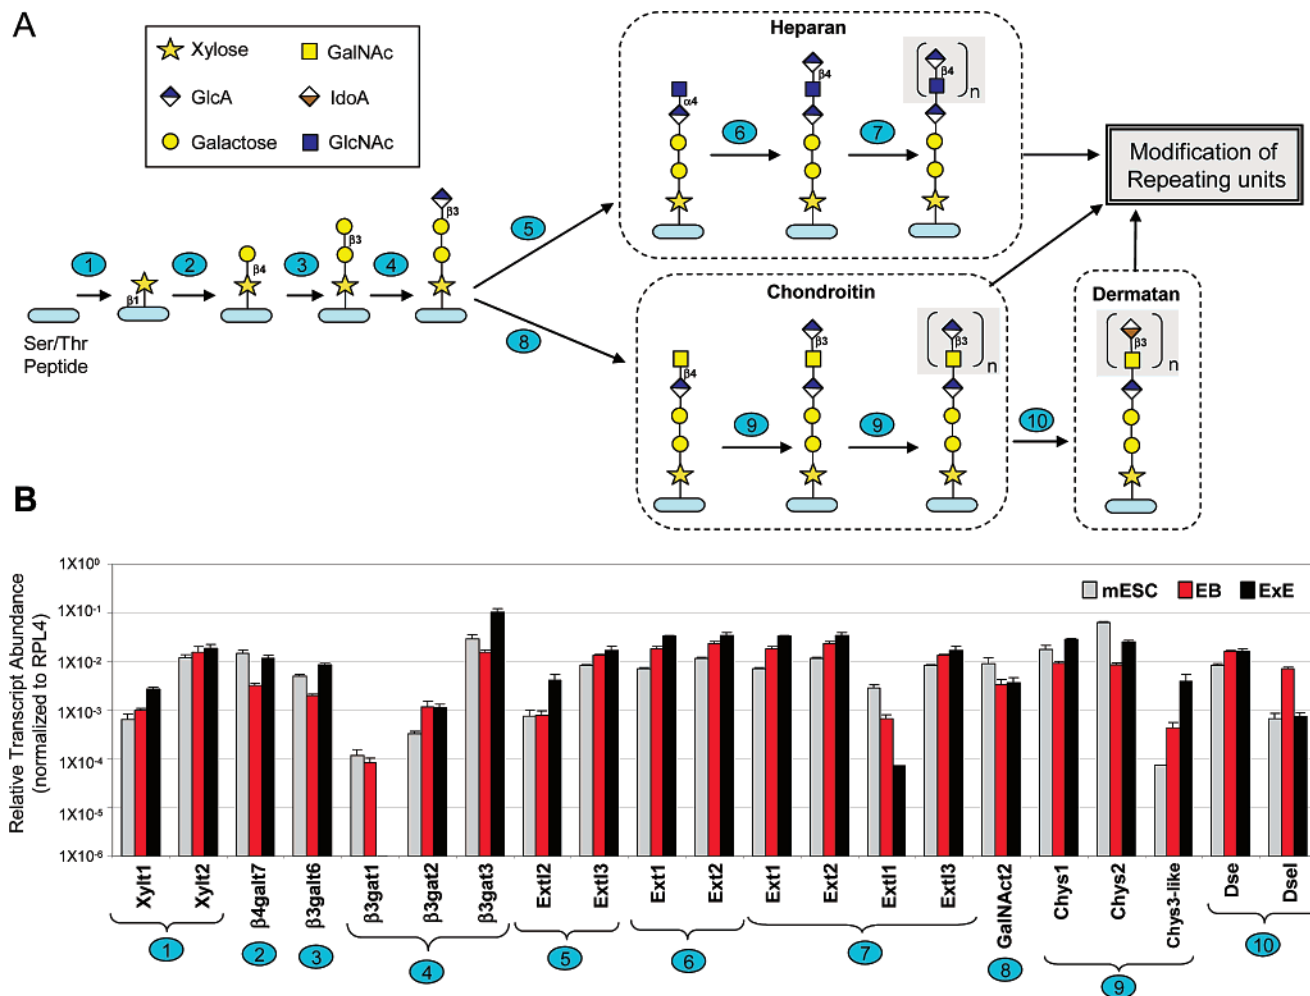 A
Xylose
GalNAc
GlcA
IdoA
Galactose
GlcNAc
Heparan
α4
6
β4
7
β4
n
Modification of
Repeating units
1
β1
2
β4
3
β3
4
β3
5
8
Ser/Thr
Peptide
Chondroitin
β4
9
β3
9
β3
n
10
Dermatan
β3
n
B
Relative Transcript Abundance
(normalized to RPL4)
1X10⁰
1X10⁻¹
1X10⁻²
1X10⁻³
1X10⁻⁴
1X10⁻⁵
1X10⁻⁶
mESC EB ExE
Xylt1
Xylt2
β4galt7
β3galt6
β3gat1
β3gat2
β3gat3
Extl2
Extl3
Ext1
Ext2
Ext1
Ext2
Extl1
Extl3
GalNAct2
Chys1
Chys2
Chys3-like
Dse
Dsel
1
2
3
4
5
6
7
8
9
10